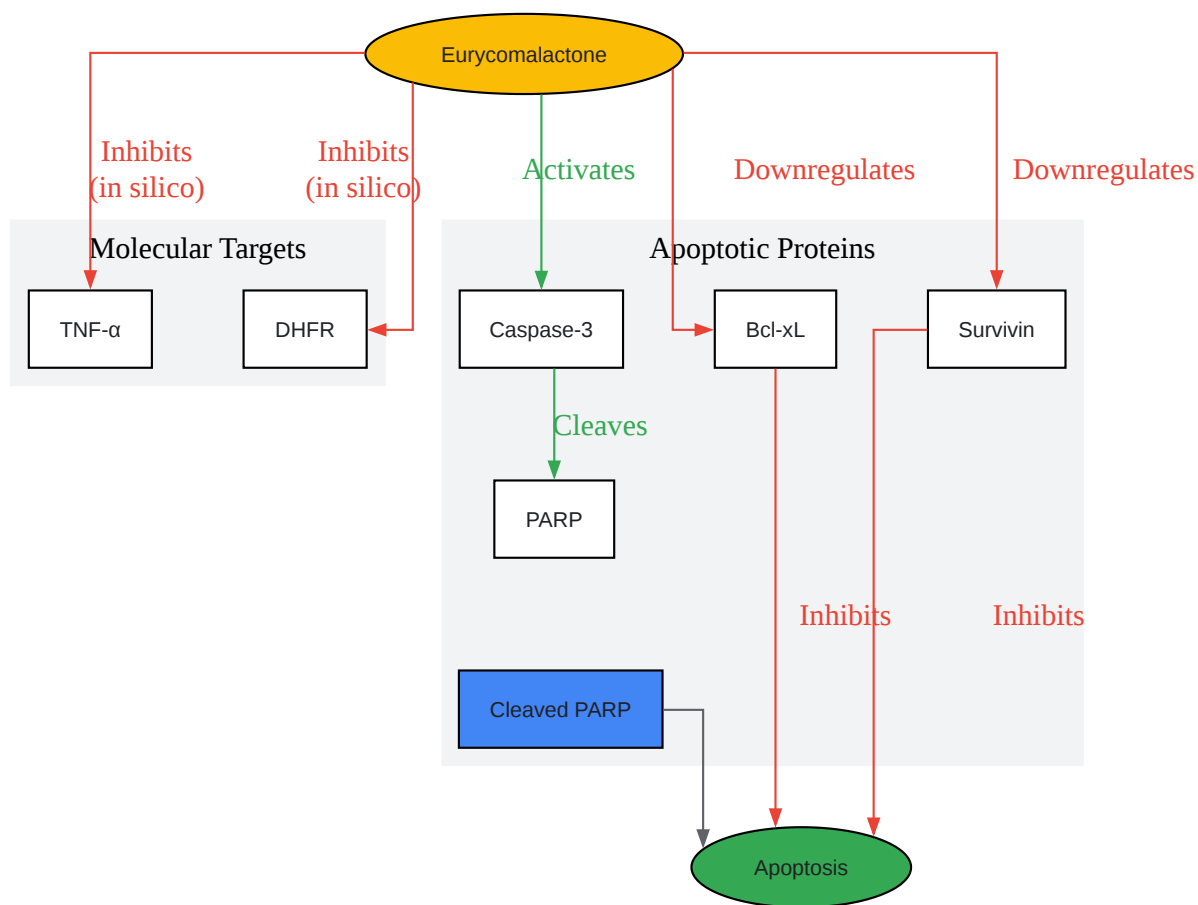 Eurycomalactone
Inhibits
(in silico)
Inhibits
(in silico)
Activates
Downregulates
Downregulates
Molecular Targets
Apoptotic Proteins
TNF-α
DHFR
Caspase-3
Bcl-xL
Survivin
Cleaves
PARP
Inhibits
Inhibits
Cleaved PARP
Apoptosis